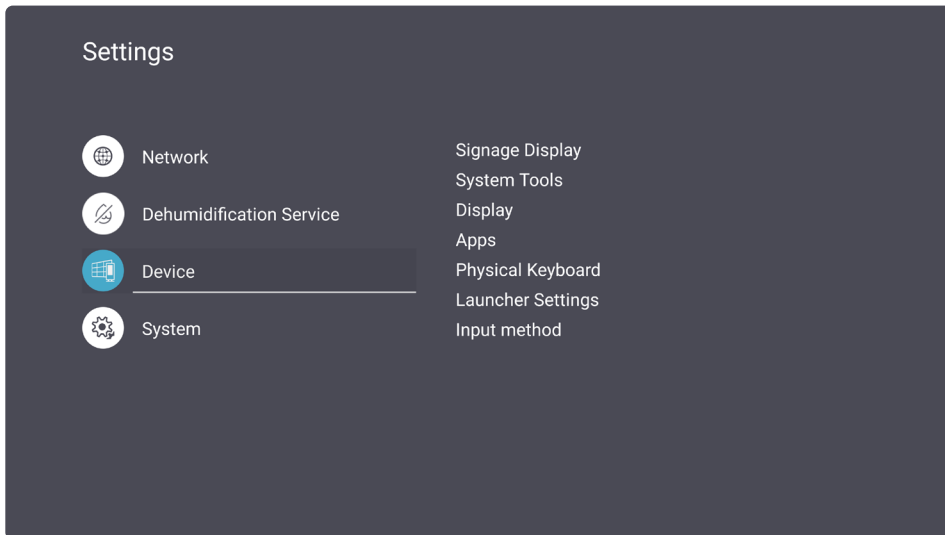 Settings
Network
Dehumidification Service
Device
System
Signage Display
System Tools
Display
Apps
Physical Keyboard
Launcher Settings
Input method